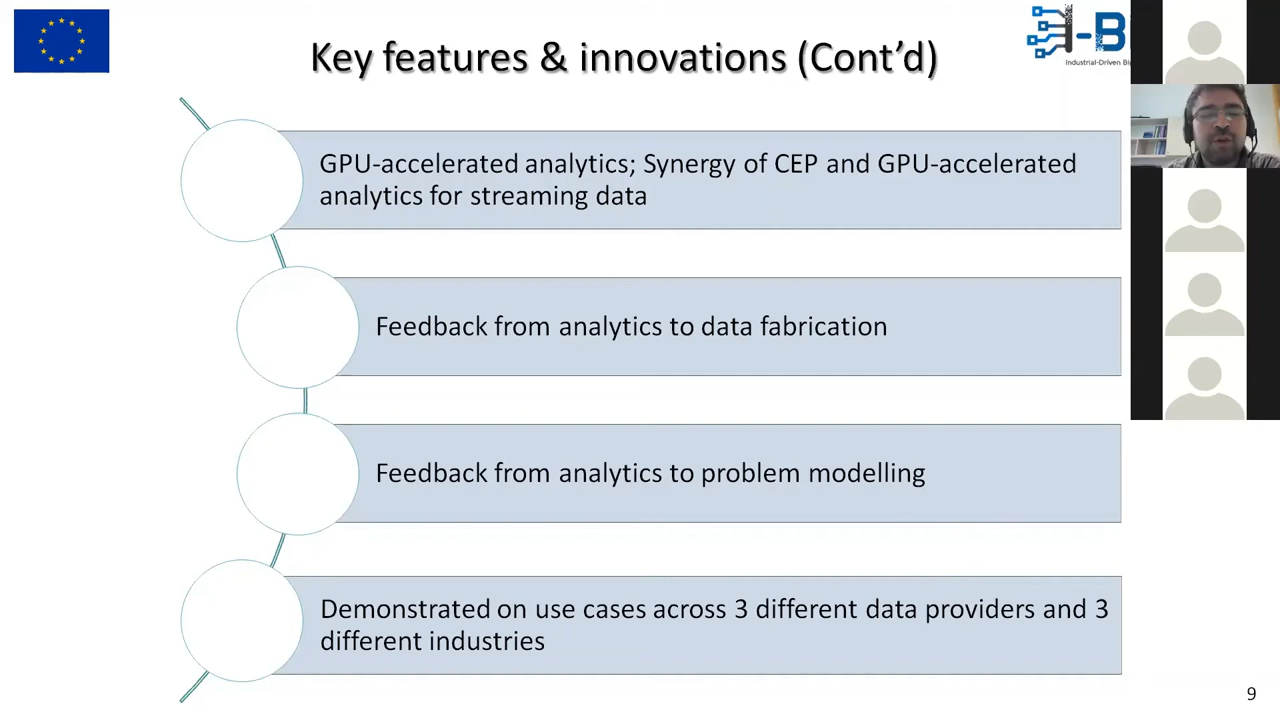 Key features & innovations (Cont’d)
I-B
Industrial-Driven
GPU-accelerated analytics; Synergy of CEP and GPU-accelerated
analytics for streaming data
Feedback from analytics to data fabrication
Feedback from analytics to problem modelling
Demonstrated on use cases across 3 different data providers and 3
different industries
9